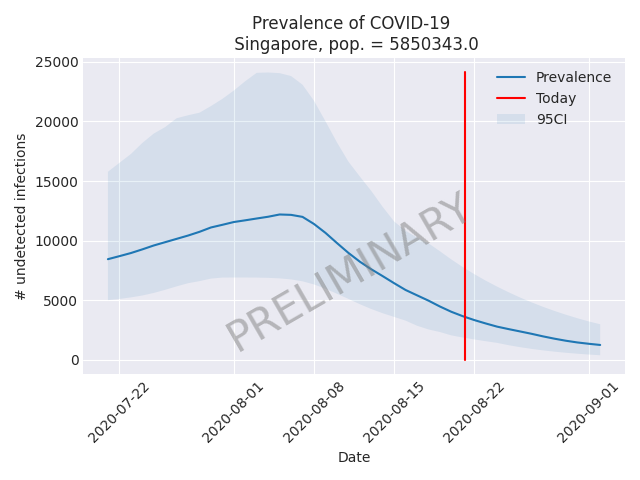 Prevalence of COVID-19
Singapore, pop. = 5850343.0
25000
20000
15000
10000
5000
0
# undetected infections
Prevalence
Today
95CI
PRELIMINARY
2020-07-22
2020-08-01
2020-08-08
2020-08-15
2020-08-22
2020-09-01
Date